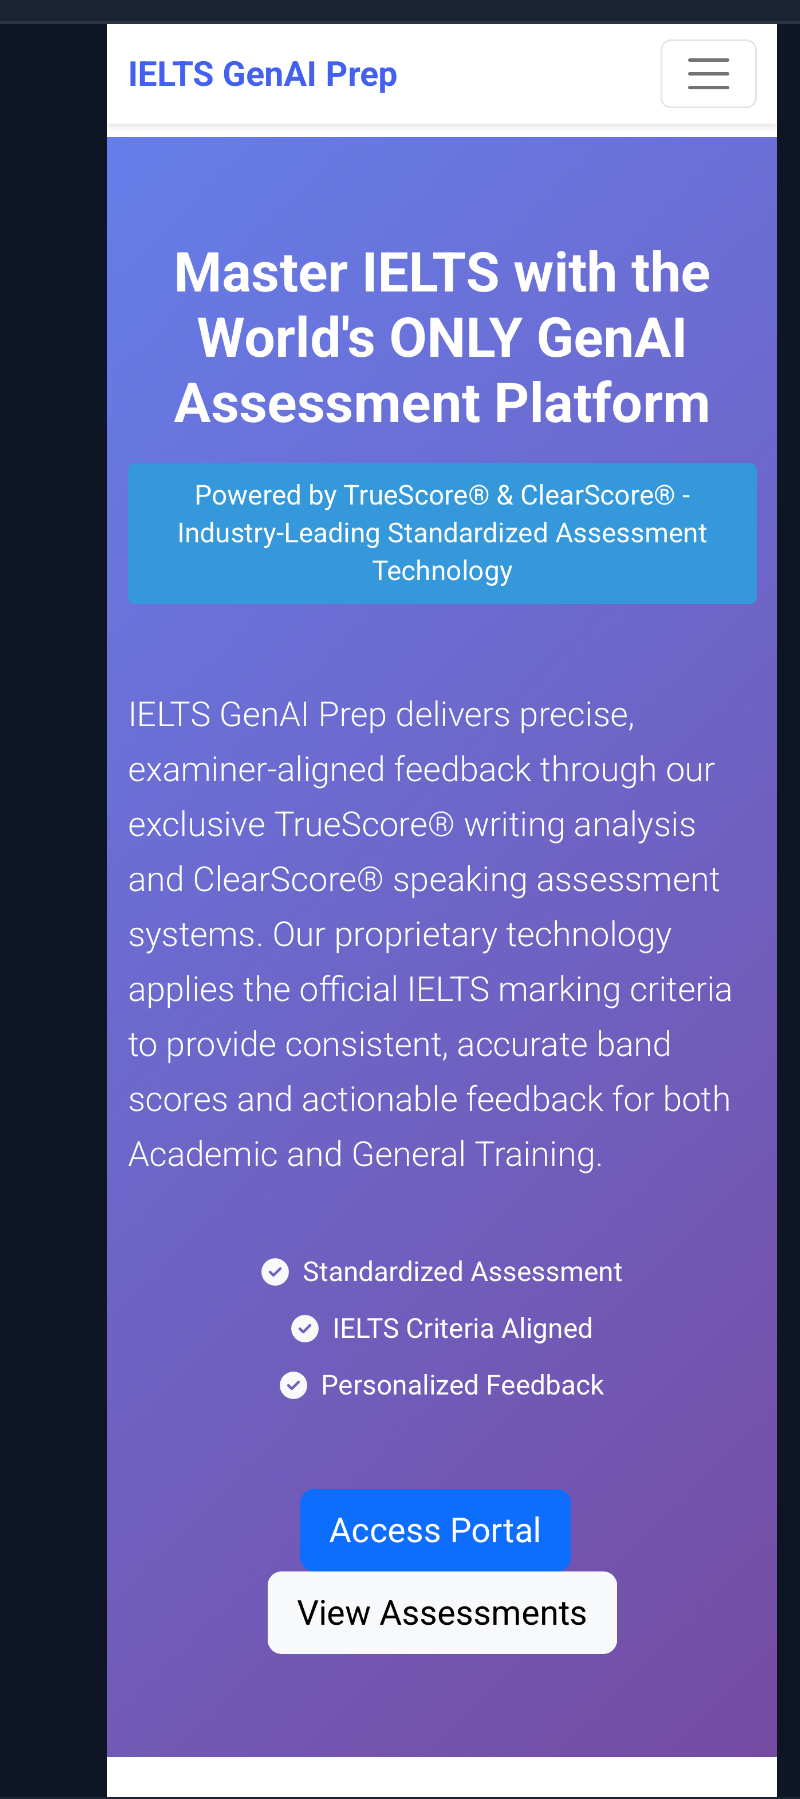 IELTS GenAI Prep
Master IELTS with the
World's ONLY GenAI
Assessment Platform
Powered by TrueScore® & ClearScore® -
Industry-Leading Standardized Assessment
Technology
IELTS GenAI Prep delivers precise,
examiner-aligned feedback through our
exclusive TrueScore® writing analysis
and ClearScore® speaking assessment
systems. Our proprietary technology
applies the official IELTS marking criteria
to provide consistent, accurate band
scores and actionable feedback for both
Academic and General Training.
Standardized Assessment
IELTS Criteria Aligned
Personalized Feedback
Access Portal
View Assessments